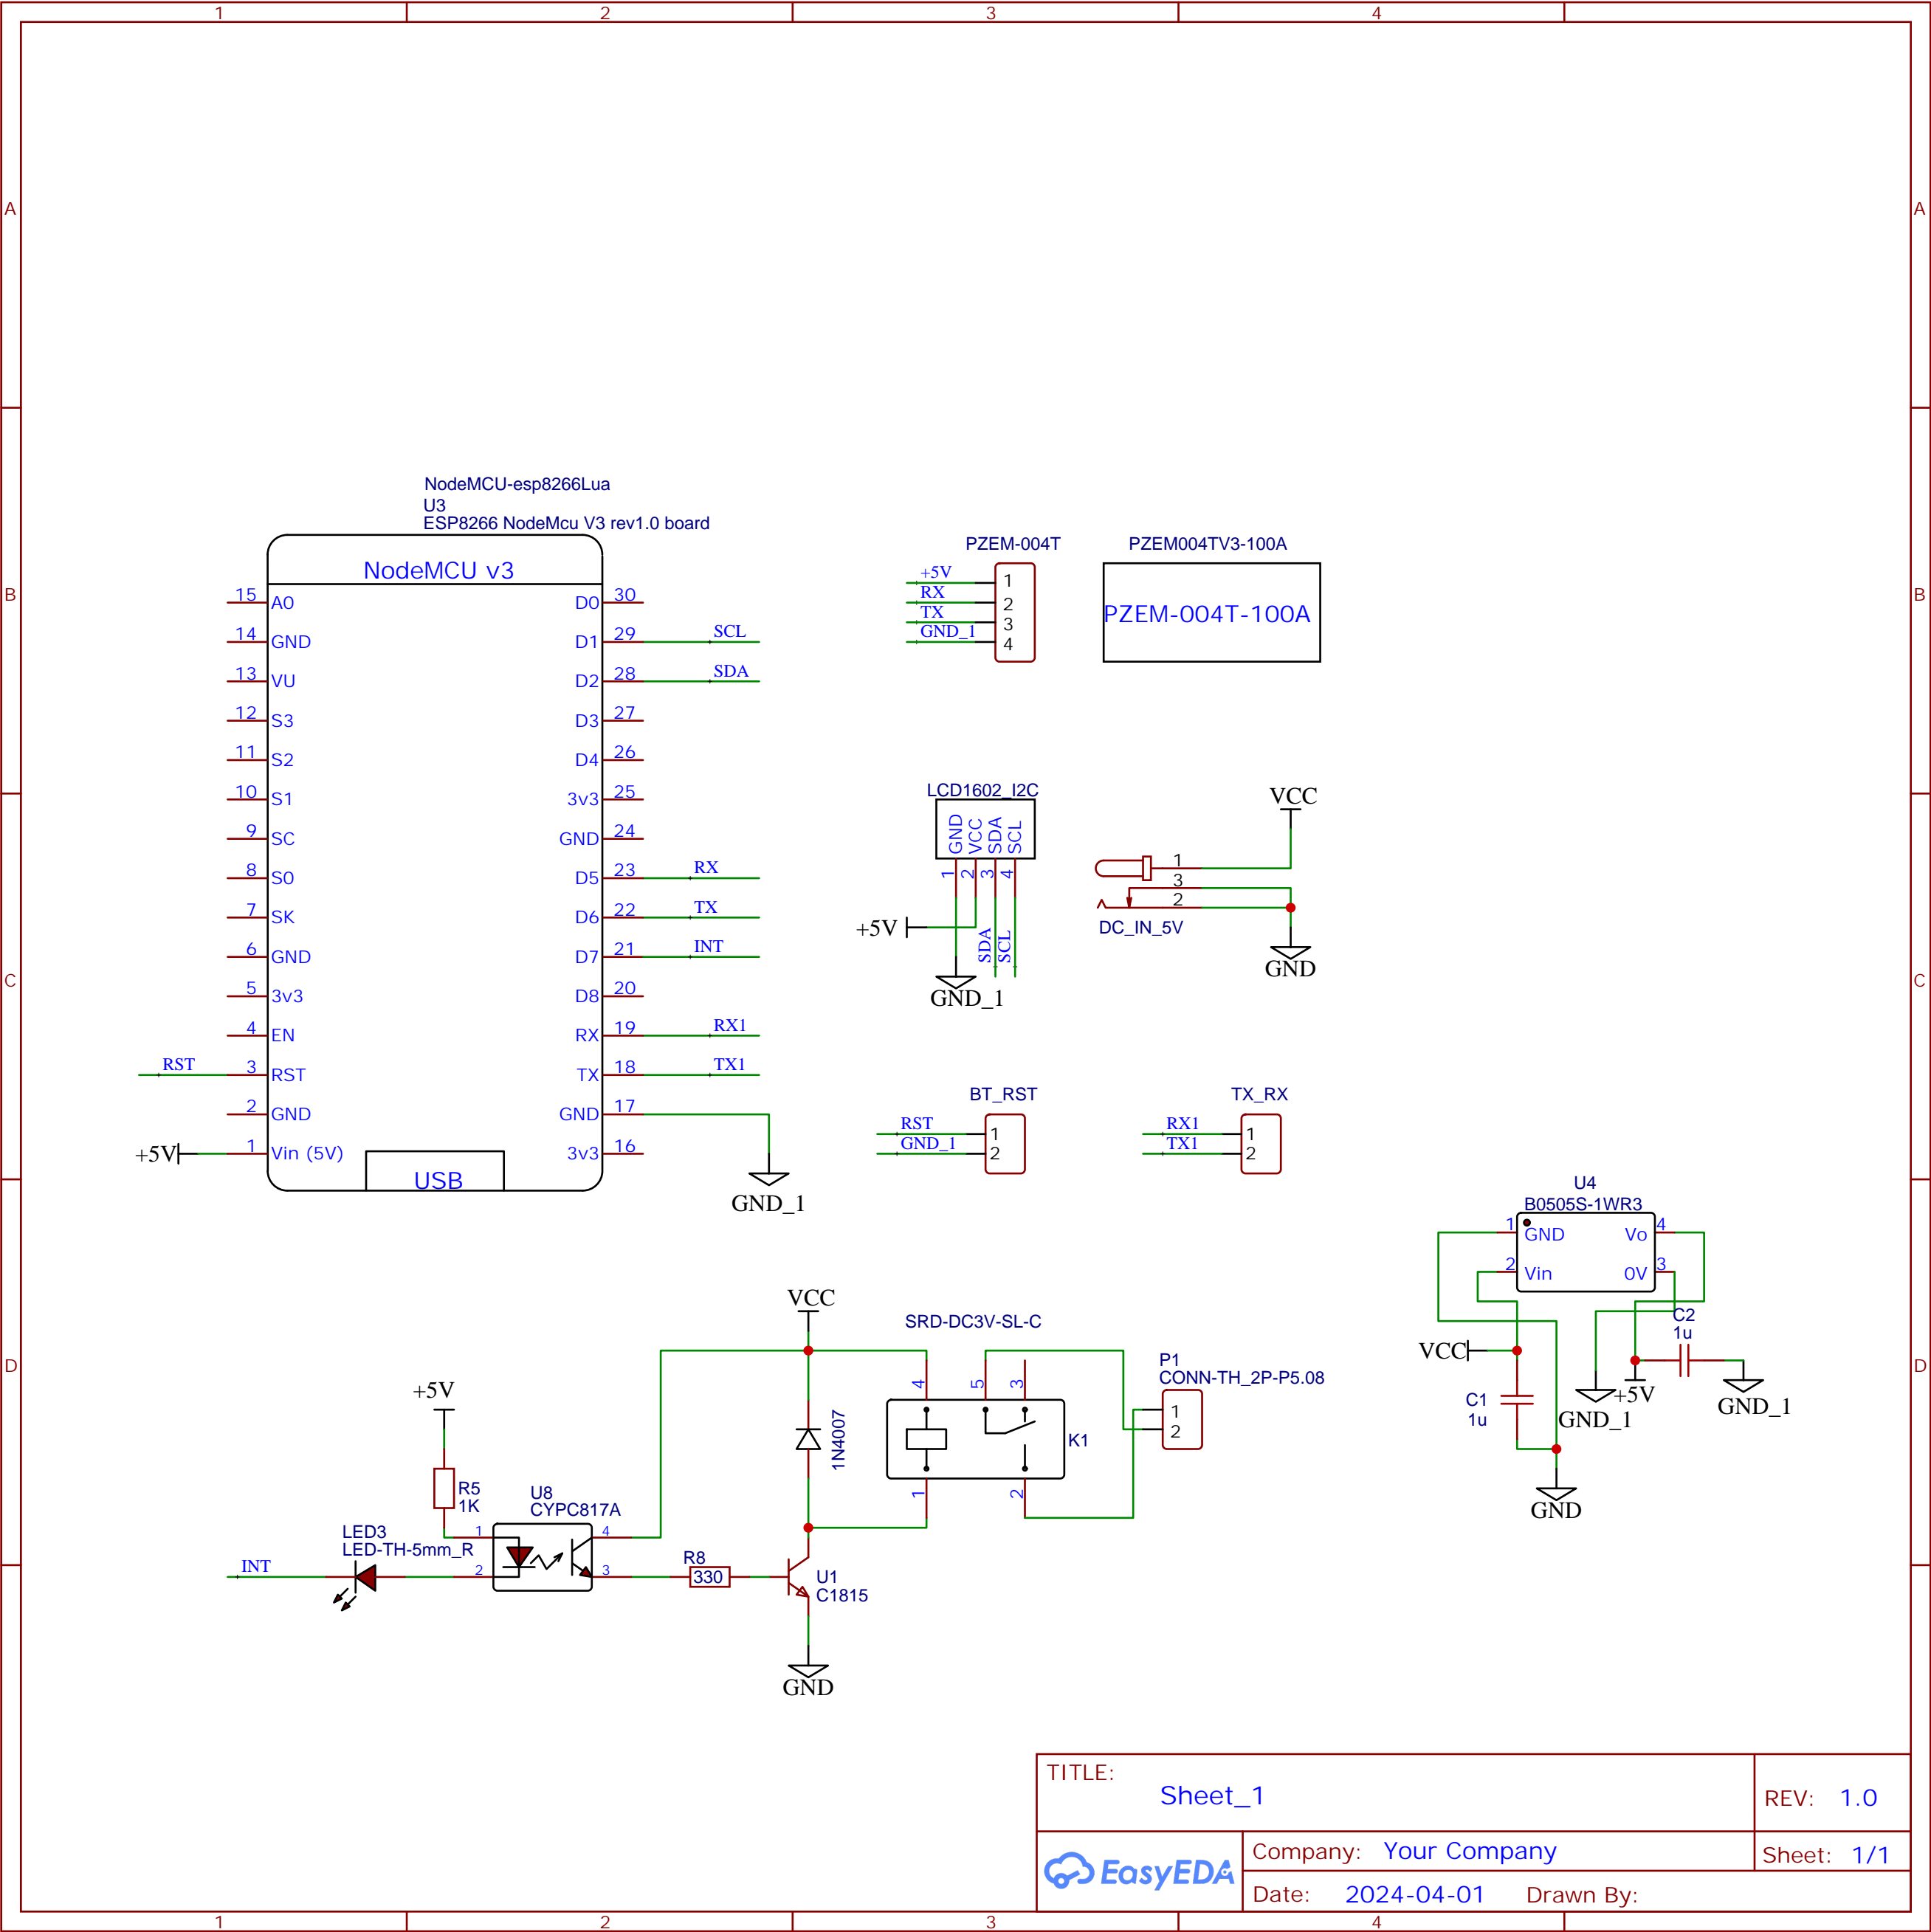 1 2 3 4
A A
B B
C C
D D
NodeMCU-esp8266Lua
U3
ESP8266 NodeMcu V3 rev1.0 board
NodeMCU v3
15 A0 D0 30
14 GND D1 29 SCL
13 VU D2 28 SDA
12 S3 D3 27
11 S2 D4 26
10 S1 3v3 25
9 SC GND 24
8 S0 D5 23 RX
7 SK D6 22 TX
6 GND D7 21 INT
5 3v3 D8 20
4 EN RX 19 RX1
RST 3 RST TX 18 TX1
2 GND GND 17
+5V 1 Vin (5V) 3v3 16
USB
GND_1
PZEM-004T
+5V 1
RX 2
TX 3
GND_1 4
PZEM004TV3-100A
PZEM-004T-100A
LCD1602_I2C
GND VCC SDA SCL
1 2 3 4
+5V
SDA SCL
GND_1
VCC
1
3
2
DC_IN_5V
GND
BT_RST
RST 1
GND_1 2
TX_RX
RX1 1
TX1 2
U4
B0505S-1WR3
1 GND Vo 4
2 Vin 0V 3
C2
1u
VCC
C1
1u
GND_1
+5V
GND_1
GND
VCC
SRD-DC3V-SL-C
4 5 3
K1
1 2
P1
CONN-TH_2P-P5.08
1
2
1N4007
+5V
R5
1K
U8
CYPC817A
1 4
2 3
LED3
LED-TH-5mm_R
INT
R8
330
U1
C1815
GND
TITLE:
Sheet_1
REV: 1.0
EasyEDA
Company: Your Company
Sheet: 1/1
Date: 2024-04-01 Drawn By:
1 2 3 4